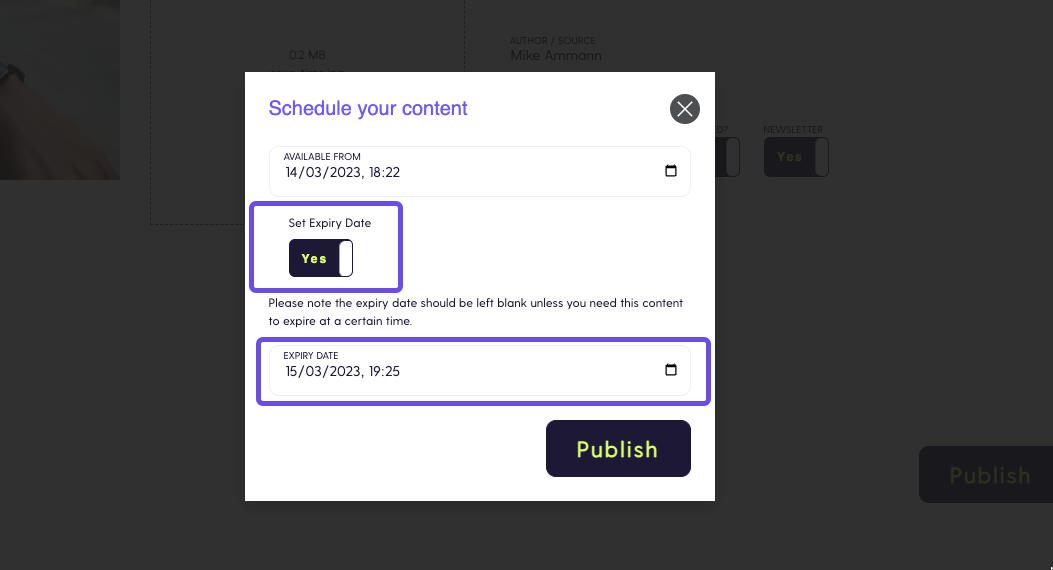 0.2 MB
AUTHOR / SOURCE
Mike Ammann
Schedule your content
D?
NEWSLETTER
Yes
AVAILABLE FROM
14/03/2023, 18:22
Set Expiry Date
Yes
Please note the expiry date should be left blank unless you need this content
to expire at a certain time.
EXPIRY DATE
15/03/2023, 19:25
Publish
Publish